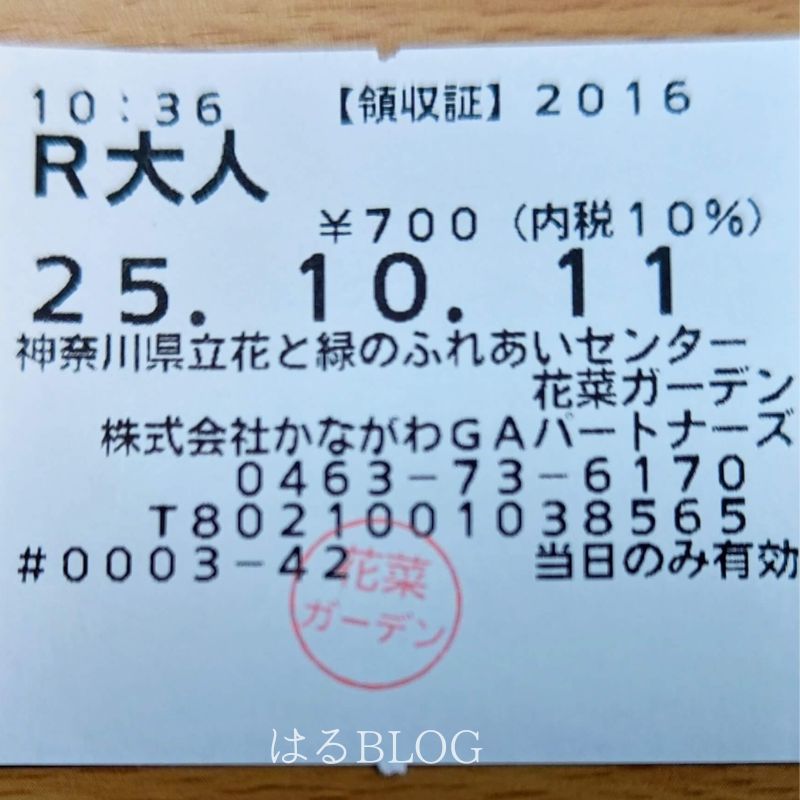 10:36 【領収証】2016
R大人
¥700(内税10%)
25. 10. 11
神奈川県立花と緑のふれあいセンター
花菜ガーデン
株式会社かながわGAパートナーズ
0463-73-6170
T8021001038565
#0003-42 当日のみ有効
花菜
ガーデン
はるBLOG